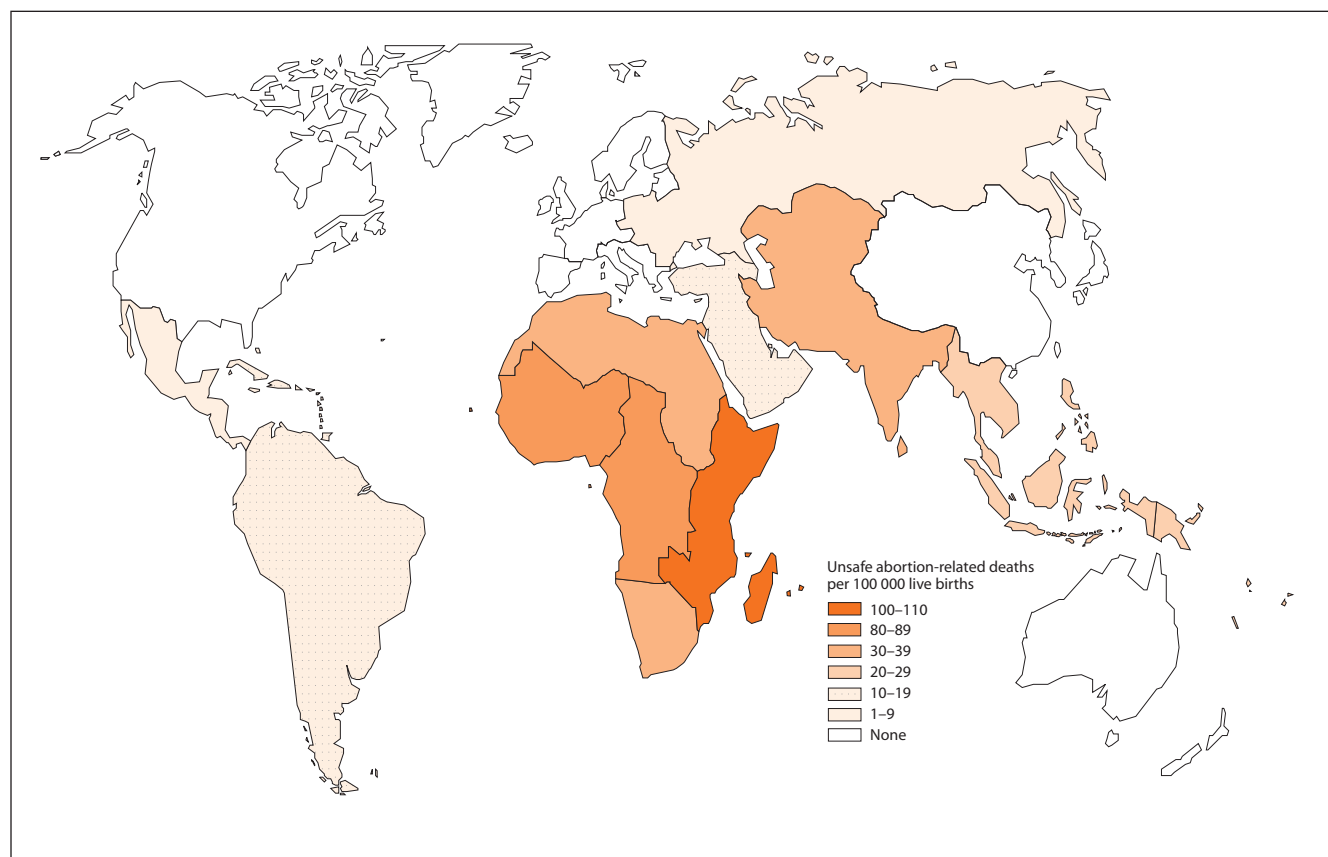 Unsafe abortion-related deaths
per 100 000 live births
100–110
80–89
30–39
20–29
10–19
1–9
None